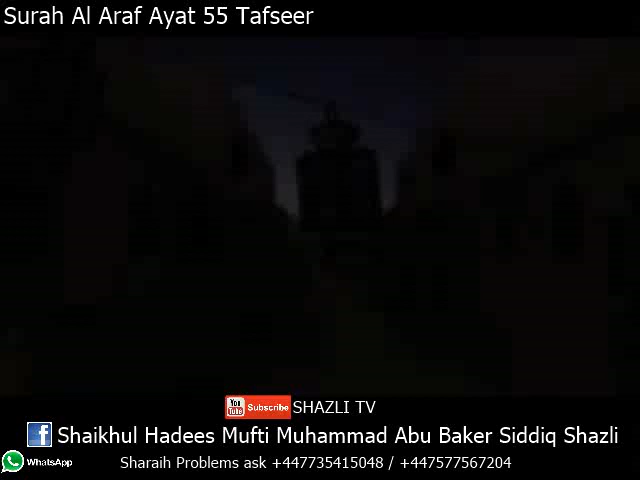 Surah Al Araf Ayat 55 Tafseer
You Tube Subscribe SHAZLI TV
Shaikhul Hadees Mufti Muhammad Abu Baker Siddiq Shazli
WhatsApp Sharaih Problems ask +447735415048 / +447577567204